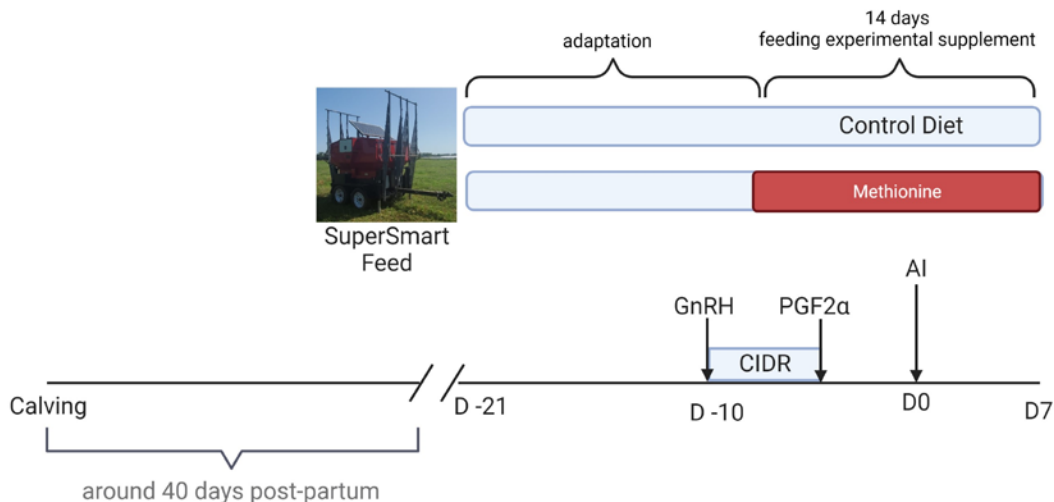 14 days
feeding experimental supplement
adaptation
Control Diet
Methionine
SuperSmart
Feed
AI
GnRH
PGF2α
CIDR
Calving
D -21
D -10
D0
D7
around 40 days post-partum